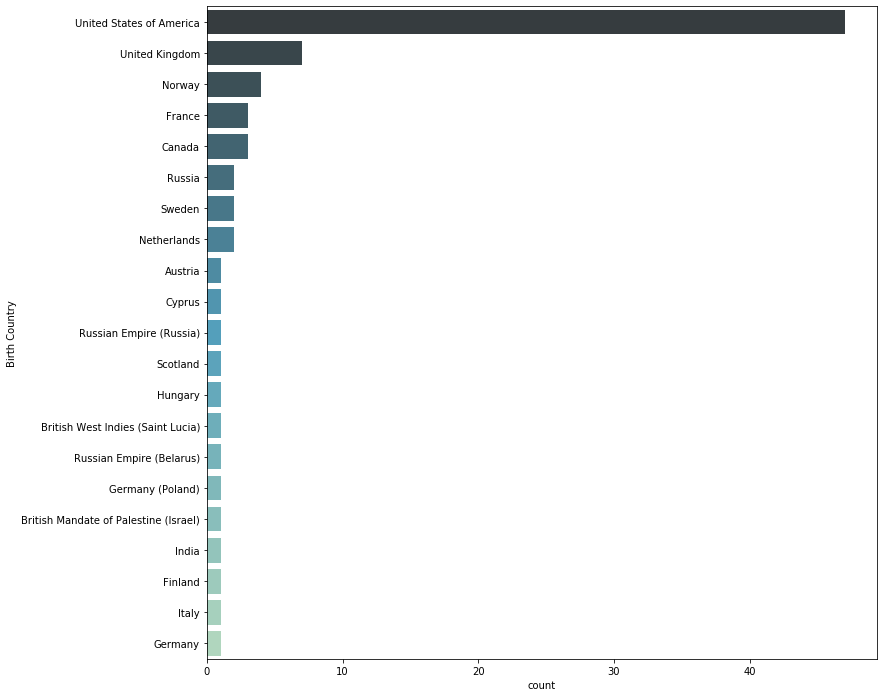 United States of America
United Kingdom
Norway
France
Canada
Russia
Sweden
Netherlands
Austria
Cyprus
Russian Empire (Russia)
Scotland
Hungary
British West Indies (Saint Lucia)
Russian Empire (Belarus)
Germany (Poland)
British Mandate of Palestine (Israel)
India
Finland
Italy
Germany
Birth Country
0 10 20 30 40
count